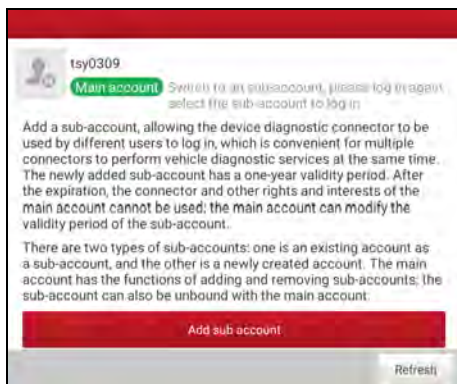 tsy0309
Main account Switch to an subaccount, please log in again
select the sub-account to log in
Add a sub-account, allowing the device diagnostic connector to be
used by different users to log in, which is convenient for multiple
connectors to perform vehicle diagnostic services at the same time.
The newly added sub-account has a one-year validity period. After
the expiration, the connector and other rights and interests of the
main account cannot be used; the main account can modify the
validity period of the sub-account.
There are two types of sub-accounts: one is an existing account as
a sub-account, and the other is a newly created account. The main
account has the functions of adding and removing sub-accounts; the
sub-account can also be unbound with the main account.
Add sub account
Refresh